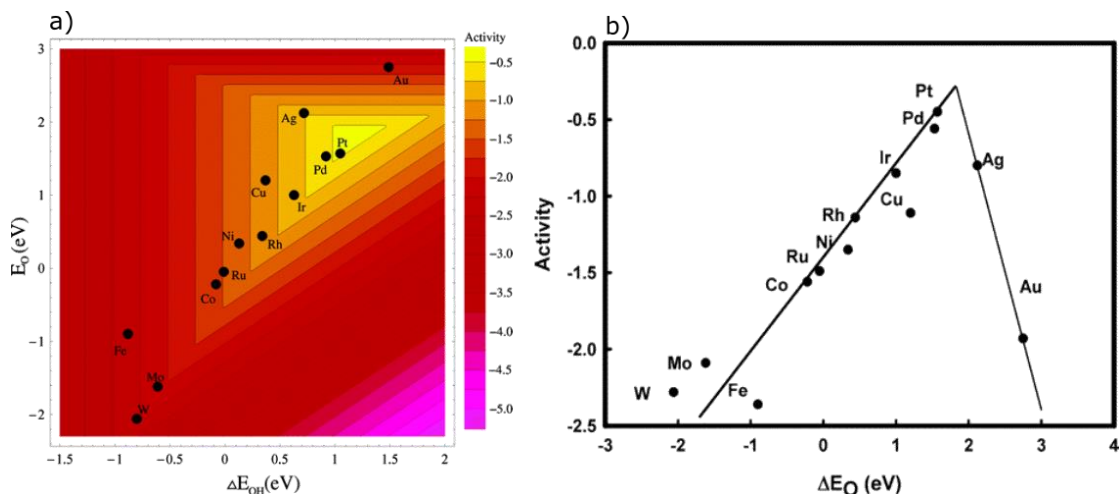 a)
Activity
3
2
1
0
−1
−2
E_O (eV)
Au
Ag
Pt
Pd
Cu
Ir
Ni
Rh
Ru
Co
Fe
Mo
W
−1.5
−1
−0.5
0
0.5
1
1.5
2
ΔE_OH(eV)
−0.5
−1.0
−1.5
−2.0
−2.5
−3.0
−3.5
−4.0
−4.5
−5.0
b)
0.0
-0.5
-1.0
-1.5
-2.0
-2.5
Activity
Pt
Pd
Ag
Ir
Cu
Rh
Ni
Ru
Co
Au
Mo
W
Fe
-3
-2
-1
0
1
2
3
4
ΔE_O (eV)